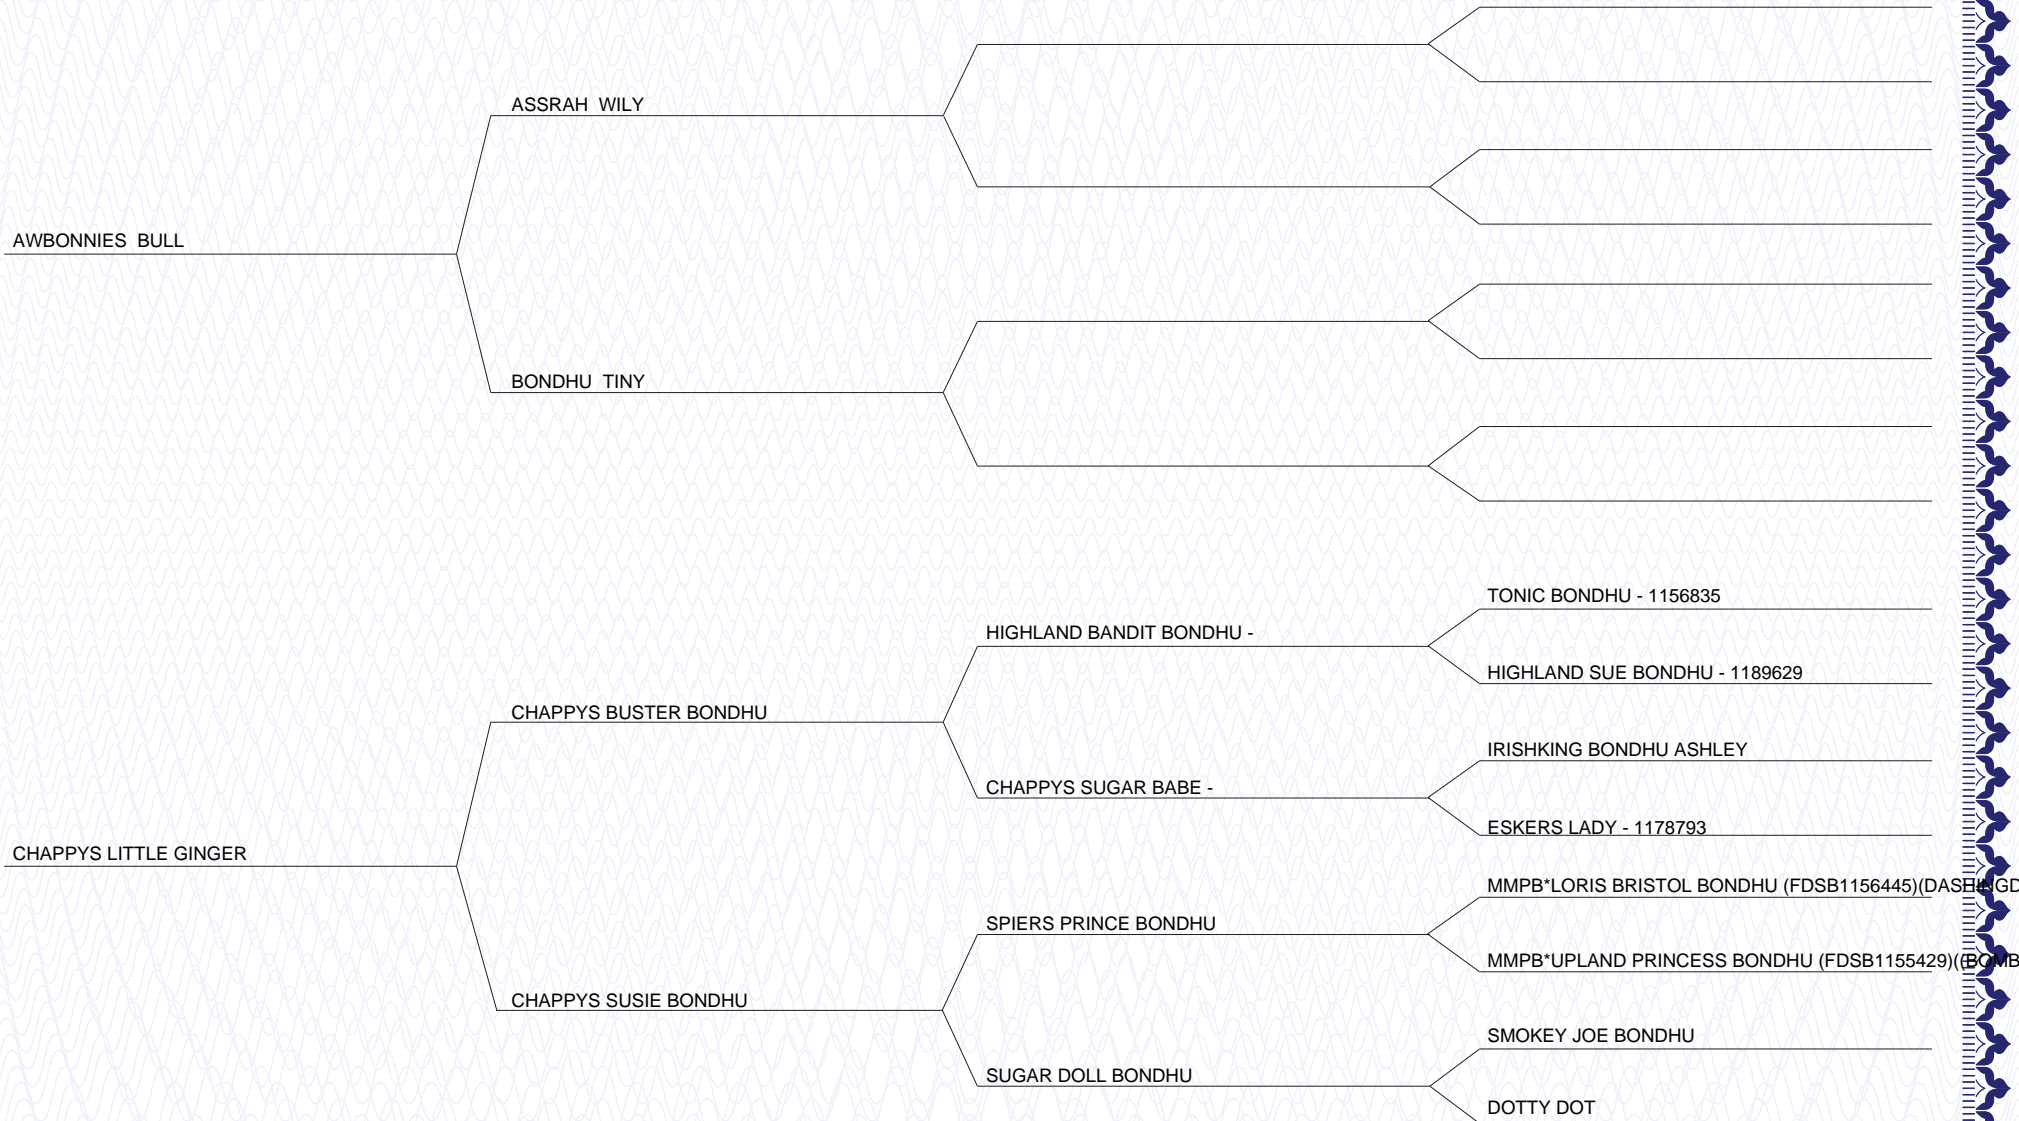 ASSRAH  WILY
AWBONNIES  BULL
BONDHU  TINY
TONIC BONDHU - 1156835
HIGHLAND BANDIT BONDHU -
HIGHLAND SUE BONDHU - 1189629
CHAPPYS BUSTER BONDHU
IRISHKING BONDHU ASHLEY
CHAPPYS SUGAR BABE -
ESKERS LADY - 1178793
CHAPPYS LITTLE GINGER
MMPB*LORIS BRISTOL BONDHU (FDSB1156445)(DASHINGD
SPIERS PRINCE BONDHU
MMPB*UPLAND PRINCESS BONDHU (FDSB1155429)((BOMB
CHAPPYS SUSIE BONDHU
SMOKEY JOE BONDHU
SUGAR DOLL BONDHU
DOTTY DOT